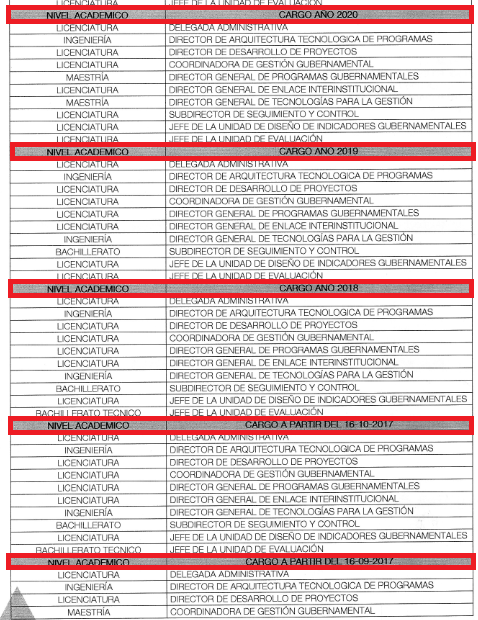 LICENCIATURA JEFE DE LA UNIDAD DE EVALUACIÓN
NIVEL ACADEMICO CARGO AÑO 2020
LICENCIATURA DELEGADA ADMINISTRATIVA
INGENIERÍA DIRECTOR DE ARQUITECTURA TECNOLOGICA DE PROGRAMAS
LICENCIATURA DIRECTOR DE DESARROLLO DE PROYECTOS
LICENCIATURA COORDINADORA DE GESTIÓN GUBERNAMENTAL
MAESTRÍA DIRECTOR GENERAL DE PROGRAMAS GUBERNAMENTALES
LICENCIATURA DIRECTOR GENERAL DE ENLACE INTERINSTITUCIONAL
MAESTRÍA DIRECTOR GENERAL DE TECNOLOGÍAS PARA LA GESTIÓN
LICENCIATURA SUBDIRECTOR DE SEGUIMIENTO Y CONTROL
LICENCIATURA JEFE DE LA UNIDAD DE DISEÑO DE INDICADORES GUBERNAMENTALES
LICENCIATURA JEFE DE LA UNIDAD DE EVALUACIÓN
NIVEL ACADEMICO CARGO AÑO 2019
LICENCIATURA DELEGADA ADMINISTRATIVA
INGENIERÍA DIRECTOR DE ARQUITECTURA TECNOLOGICA DE PROGRAMAS
LICENCIATURA DIRECTOR DE DESARROLLO DE PROYECTOS
LICENCIATURA COORDINADORA DE GESTIÓN GUBERNAMENTAL
LICENCIATURA DIRECTOR GENERAL DE PROGRAMAS GUBERNAMENTALES
LICENCIATURA DIRECTOR GENERAL DE ENLACE INTERINSTITUCIONAL
INGENIERÍA DIRECTOR GENERAL DE TECNOLOGÍAS PARA LA GESTIÓN
BACHILLERATO SUBDIRECTOR DE SEGUIMIENTO Y CONTROL
LICENCIATURA JEFE DE LA UNIDAD DE DISEÑO DE INDICADORES GUBERNAMENTALES
LICENCIATURA JEFE DE LA UNIDAD DE EVALUACIÓN
NIVEL ACADEMICO CARGO AÑO 2018
LICENCIATURA DELEGADA ADMINISTRATIVA
INGENIERÍA DIRECTOR DE ARQUITECTURA TECNOLOGICA DE PROGRAMAS
LICENCIATURA DIRECTOR DE DESARROLLO DE PROYECTOS
LICENCIATURA COORDINADORA DE GESTIÓN GUBERNAMENTAL
LICENCIATURA DIRECTOR GENERAL DE PROGRAMAS GUBERNAMENTALES
LICENCIATURA DIRECTOR GENERAL DE ENLACE INTERINSTITUCIONAL
INGENIERÍA DIRECTOR GENERAL DE TECNOLOGÍAS PARA LA GESTIÓN
BACHILLERATO SUBDIRECTOR DE SEGUIMIENTO Y CONTROL
LICENCIATURA JEFE DE LA UNIDAD DE DISEÑO DE INDICADORES GUBERNAMENTALES
BACHILLERATO TECNICO JEFE DE LA UNIDAD DE EVALUACIÓN
NIVEL ACADEMICO CARGO A PARTIR DEL 16-10-2017
LICENCIATURA DELEGADA ADMINISTRATIVA
INGENIERÍA DIRECTOR DE ARQUITECTURA TECNOLOGICA DE PROGRAMAS
LICENCIATURA DIRECTOR DE DESARROLLO DE PROYECTOS
LICENCIATURA COORDINADORA DE GESTIÓN GUBERNAMENTAL
LICENCIATURA DIRECTOR GENERAL DE PROGRAMAS GUBERNAMENTALES
LICENCIATURA DIRECTOR GENERAL DE ENLACE INTERINSTITUCIONAL
INGENIERÍA DIRECTOR GENERAL DE TECNOLOGÍAS PARA LA GESTIÓN
BACHILLERATO SUBDIRECTOR DE SEGUIMIENTO Y CONTROL
LICENCIATURA JEFE DE LA UNIDAD DE DISEÑO DE INDICADORES GUBERNAMENTALES
BACHILLERATO TECNICO JEFE DE LA UNIDAD DE EVALUACIÓN
NIVEL ACADEMICO CARGO A PARTIR DEL 16-09-2017
LICENCIATURA DELEGADA ADMINISTRATIVA
INGENIERÍA DIRECTOR DE ARQUITECTURA TECNOLOGICA DE PROGRAMAS
LICENCIATURA DIRECTOR DE DESARROLLO DE PROYECTOS
MAESTRÍA COORDINADORA DE GESTIÓN GUBERNAMENTAL